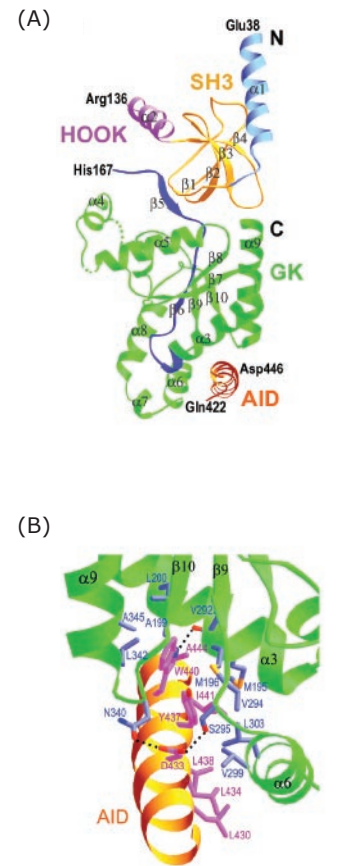 (A)
Glu38
N
SH3
α1
Arg136
α2
HOOK
β4
β3
His167
β2
β1
α4
β5
C
α5
α9
β8
GK
β7
β6
β9
β10
α8
α3
Asp446
α6
α7
Gln422
AID
(B)
β10
β9
α9
L200
A345
A199
V292
α3
L342
A444
W440
M196
M195
I441
V294
N340
Y437
S295
L303
D433
L438
V299
α6
AID
L434
L430